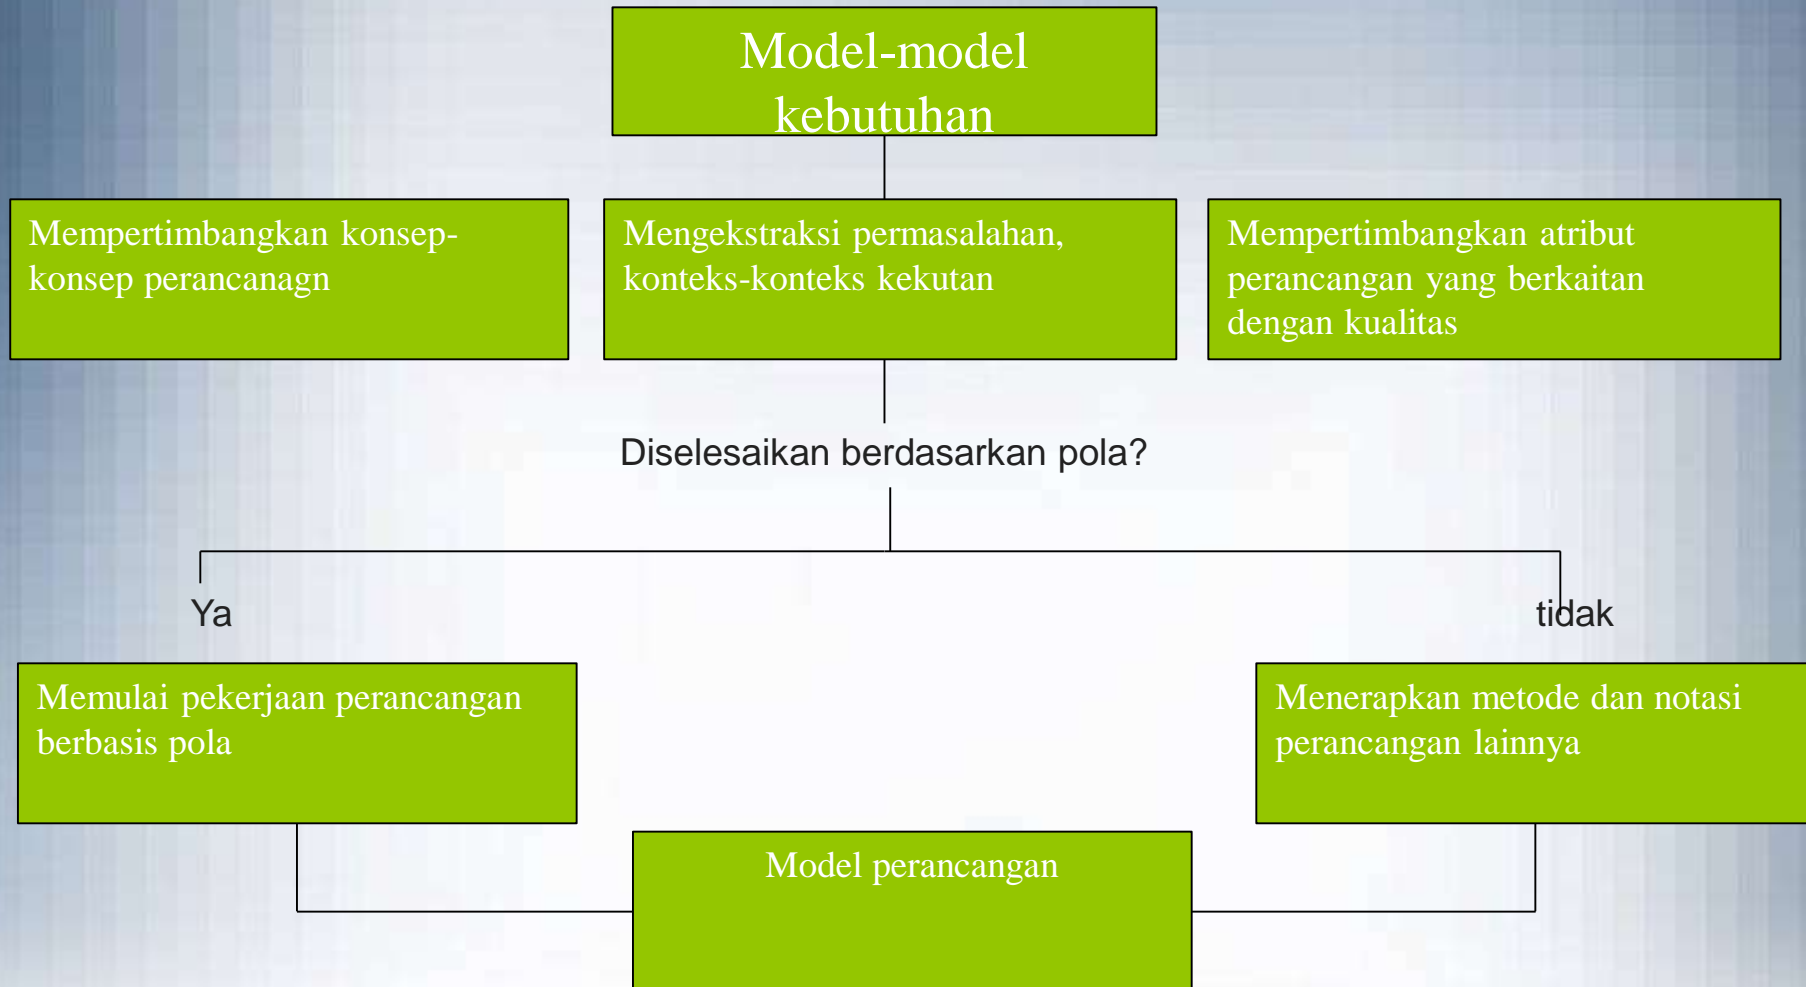 Model-model
kebutuhan
Mempertimbangkan konsep-
konsep perancanagn
Mengekstraksi permasalahan,
konteks-konteks kekutan
Mempertimbangkan atribut
perancangan yang berkaitan
dengan kualitas
Diselesaikan berdasarkan pola?
Ya
tidak
Memulai pekerjaan perancangan
berbasis pola
Menerapkan metode dan notasi
perancangan lainnya
Model perancangan